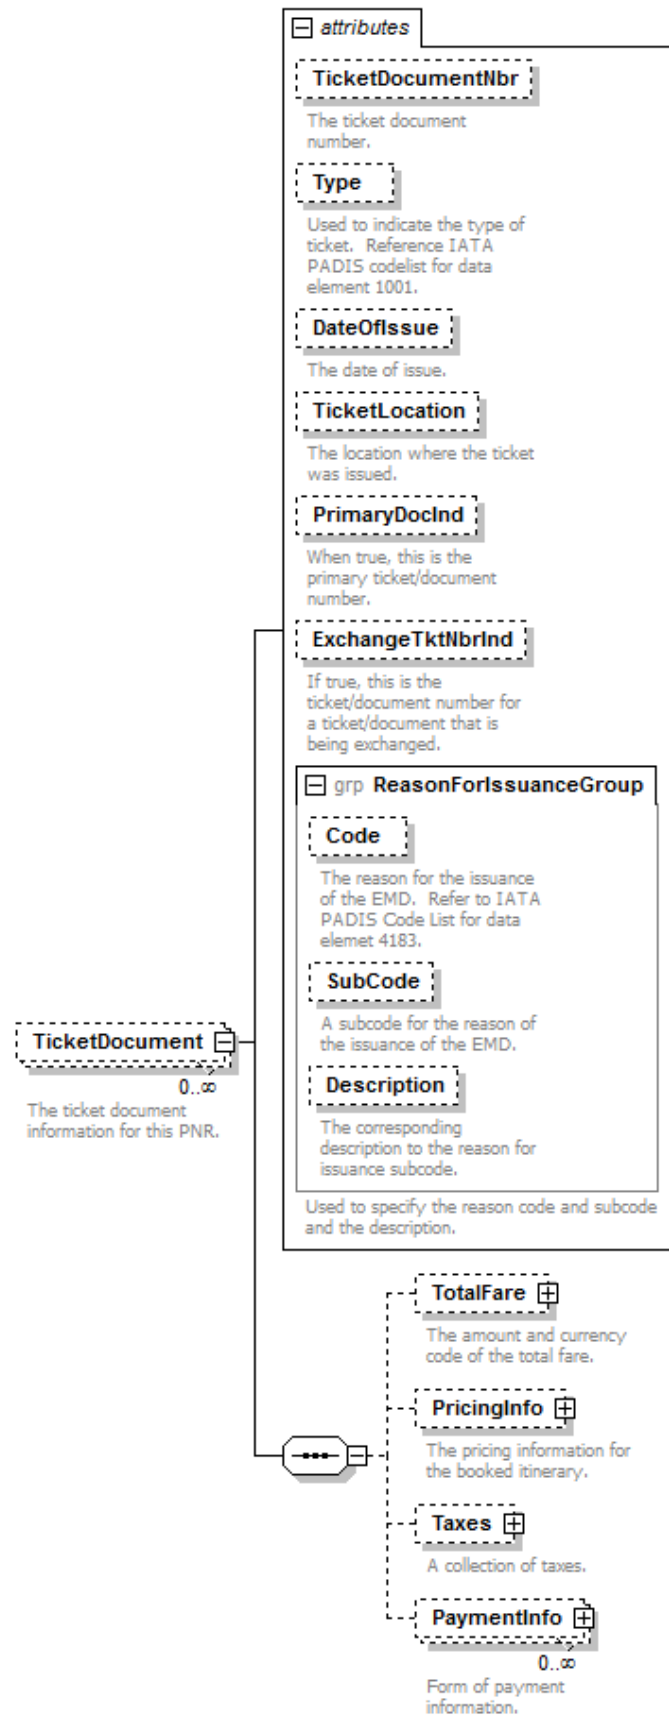 attributes
TicketDocumentNbr
The ticket document
number.
Type
Used to indicate the type of
ticket.  Reference IATA
PADIS codelist for data
element 1001.
DateOfIssue
The date of issue.
TicketLocation
The location where the ticket
was issued.
PrimaryDocInd
When true, this is the
primary ticket/document
number.
ExchangeTktNbrInd
If true, this is the
ticket/document number for
a ticket/document that is
being exchanged.
grp ReasonForIssuanceGroup
Code
The reason for the issuance
of the EMD.  Refer to IATA
PADIS Code List for data
elemet 4183.
SubCode
A subcode for the reason of
the issuance of the EMD.
Description
The corresponding
description to the reason for
issuance subcode.
Used to specify the reason code and subcode
and the description.
TicketDocument
0..∞
The ticket document
information for this PNR.
TotalFare
The amount and currency
code of the total fare.
PricingInfo
The pricing information for
the booked itinerary.
Taxes
A collection of taxes.
PaymentInfo
0..∞
Form of payment
information.